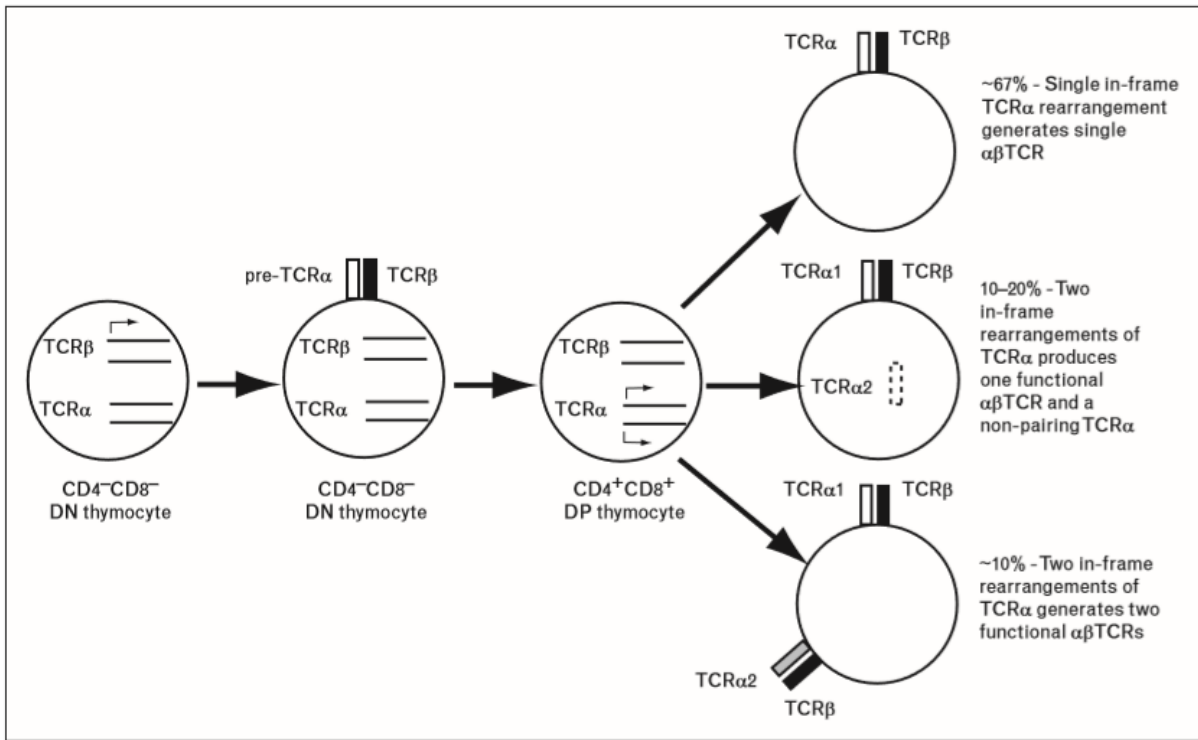 TCRβ
TCRα
CD4⁻CD8⁻
DN thymocyte
pre-TCRα TCRβ
TCRβ
TCRα
CD4⁻CD8⁻
DN thymocyte
TCRβ
TCRα
CD4⁺CD8⁺
DP thymocyte
TCRα TCRβ
~67% - Single in-frame
TCRα rearrangement
generates single
αβTCR
TCRα1 TCRβ
TCRα2
10–20% - Two
in-frame
rearrangements of
TCRα produces
one functional
αβTCR and a
non-pairing TCRα
TCRα1 TCRβ
TCRα2
TCRβ
~10% - Two in-frame
rearrangements of
TCRα generates two
functional αβTCRs